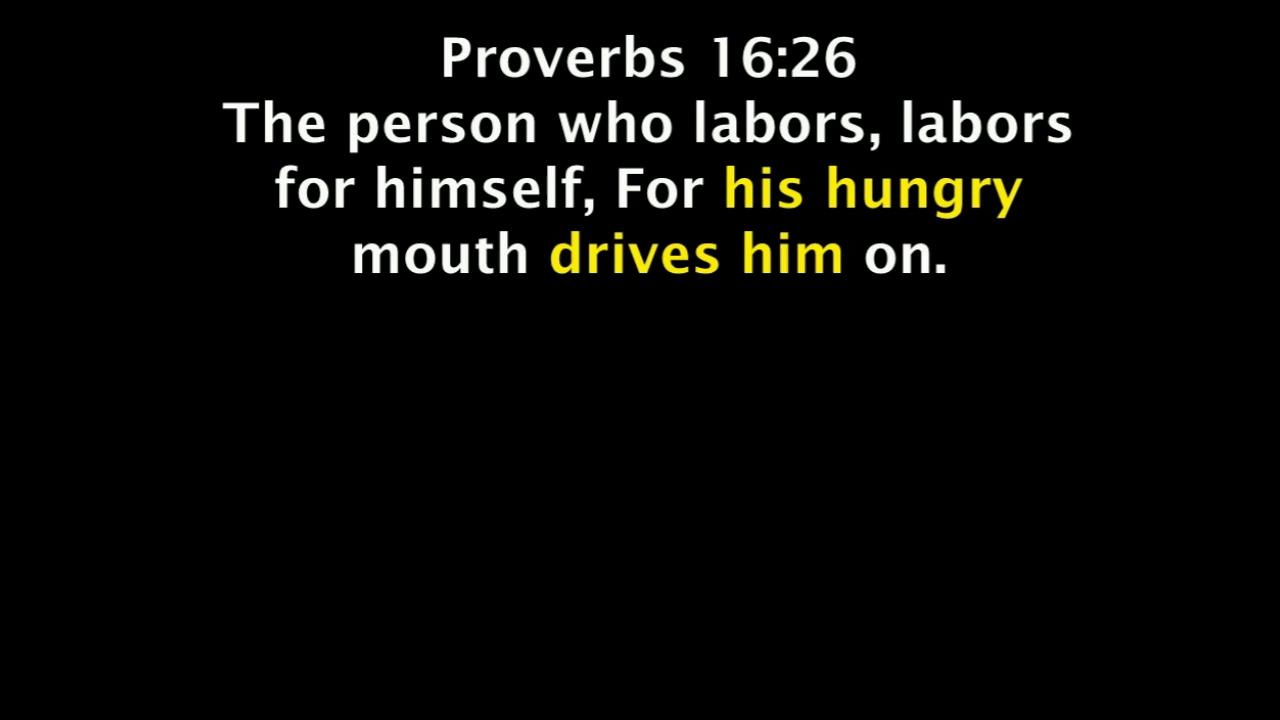 Proverbs 16:26
The person who labors, labors
for himself, For his hungry
mouth drives him on.